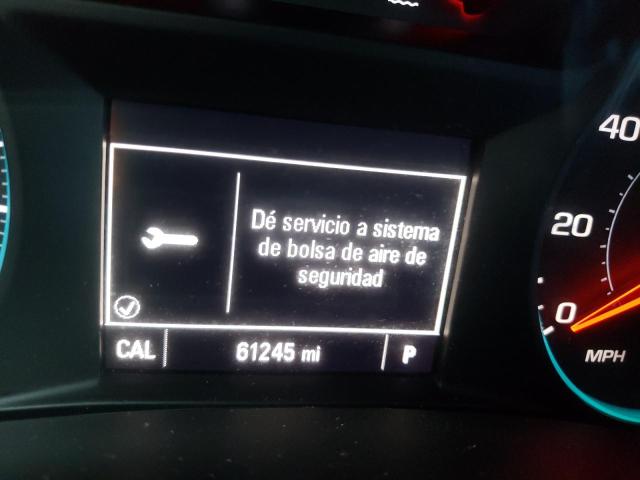 Dé servicio a sistema
de bolsa de aire de
seguridad
CAL 61245 mi P
40
20
0
MPH